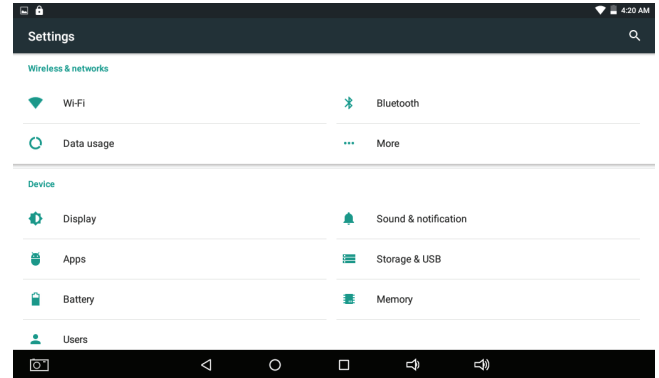 4:20 AM
Settings
Wireless & networks
Wi-Fi
Bluetooth
Data usage
More
Device
Display
Sound & notification
Apps
Storage & USB
Battery
Memory
Users